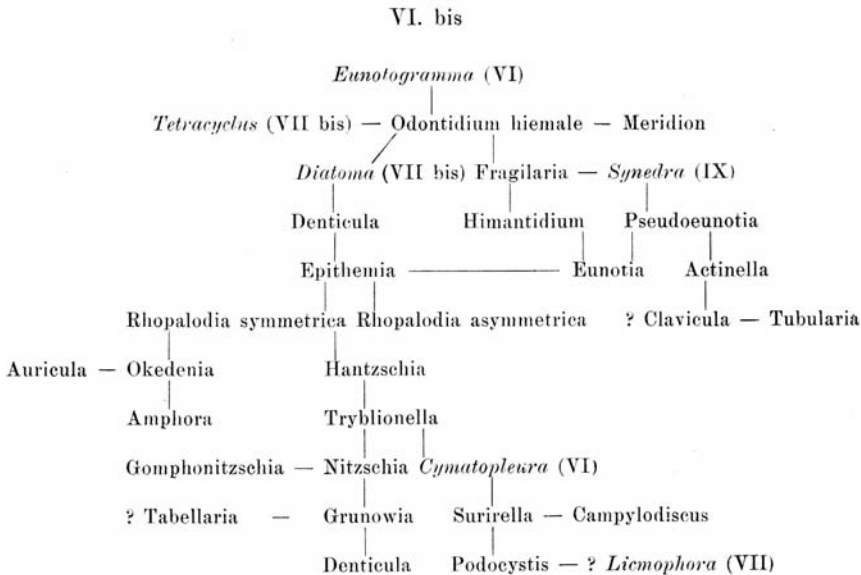 VI. bis
Eunotogramma (VI)
Tetracyclus (VII bis) — Odontidium hiemale — Meridion
Diatoma (VII bis) Fragilaria — Synedra (IX)
Denticula Himantidium Pseudoeunotia
Epithemia — Eunotia Actinella
Rhopalodia symmetrica Rhopalodia asymmetrica ? Clavicula — Tubularia
Auricula — Okedenia Hantzschia
Amphora Tryblionella
Gomphonitzschia — Nitzschia Cymatopleura (VI)
? Tabellaria — Grunowia Surirella — Campylodiscus
Denticula Podocystis — ? Licmophora (VII)